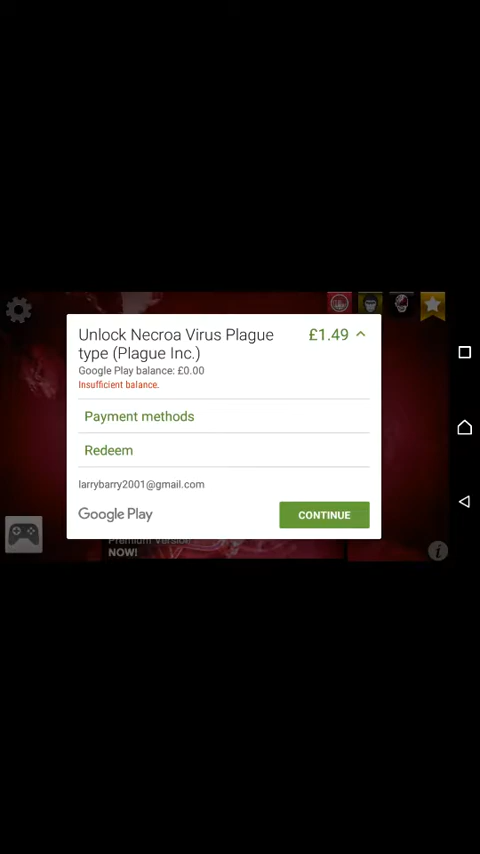 Unlock Necroa Virus Plague £1.49
type (Plague Inc.)
Google Play balance: £0.00
Insufficient balance.
Payment methods
Redeem
larrybarry2001@gmail.com
Google Play CONTINUE
Premium Version
NOW!
i